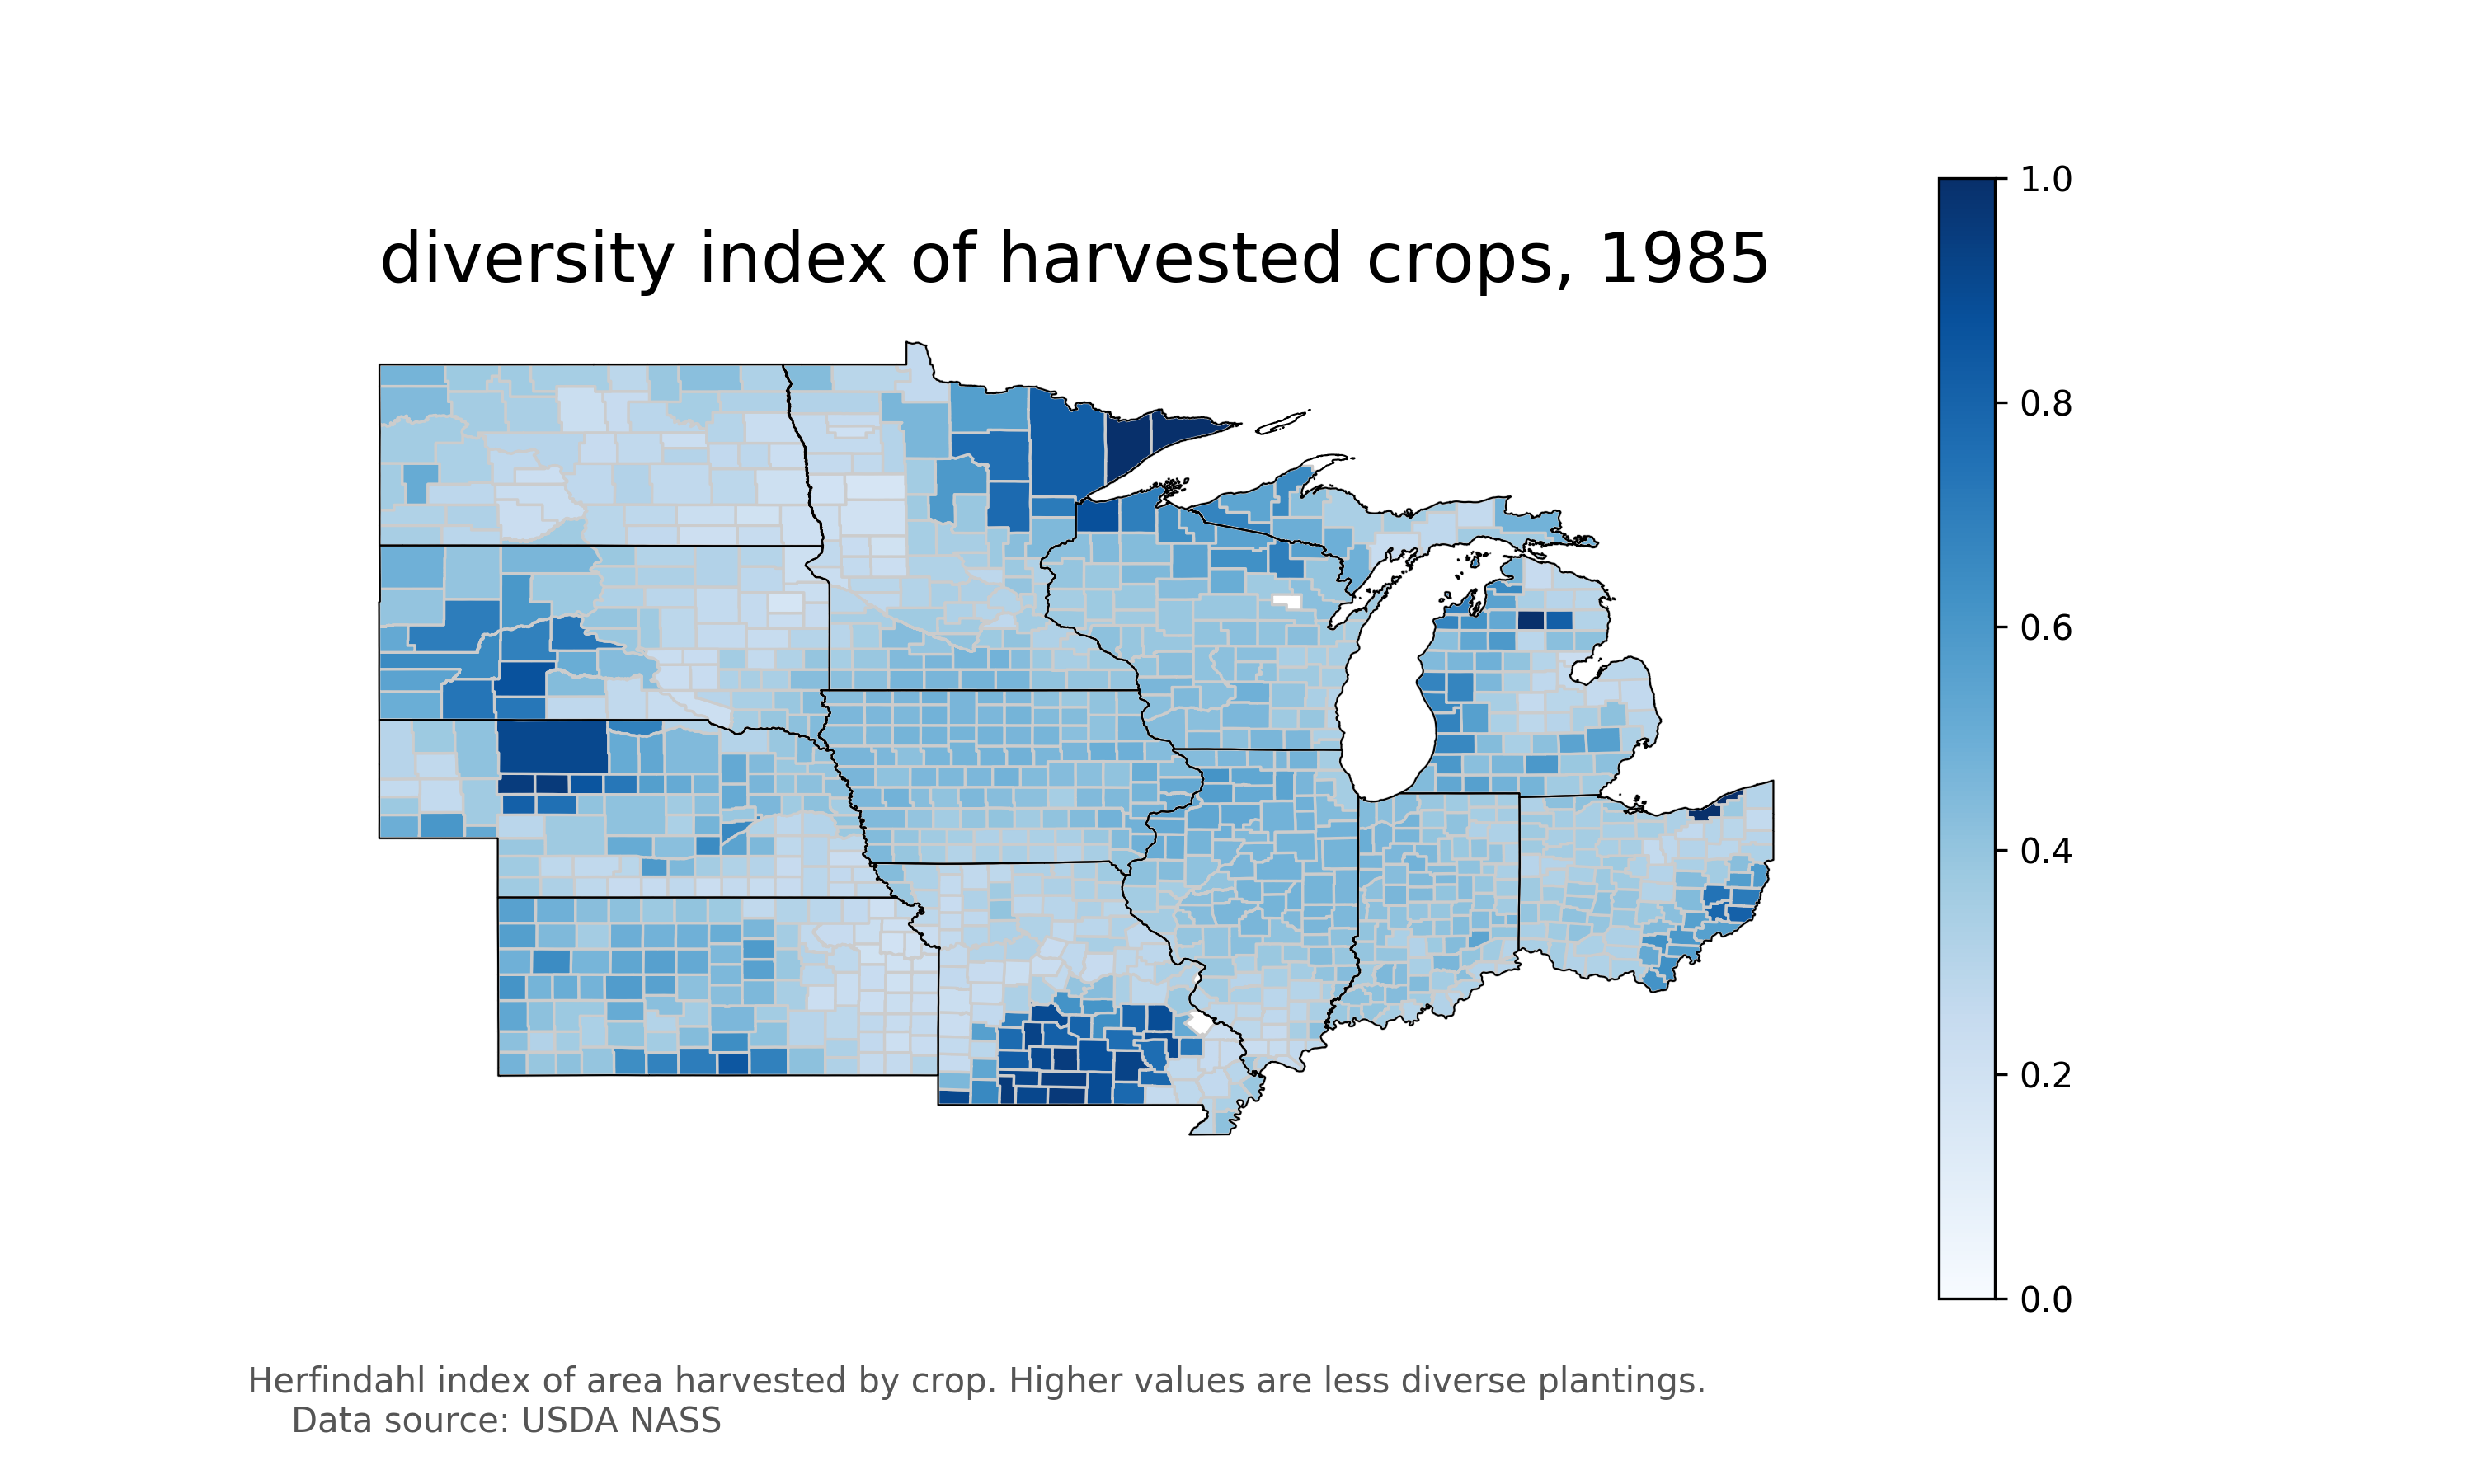 diversity index of harvested crops, 1985
1.0
0.8
0.6
0.4
0.2
0.0
Herfindahl index of area harvested by crop. Higher values are less diverse plantings.
Data source: USDA NASS